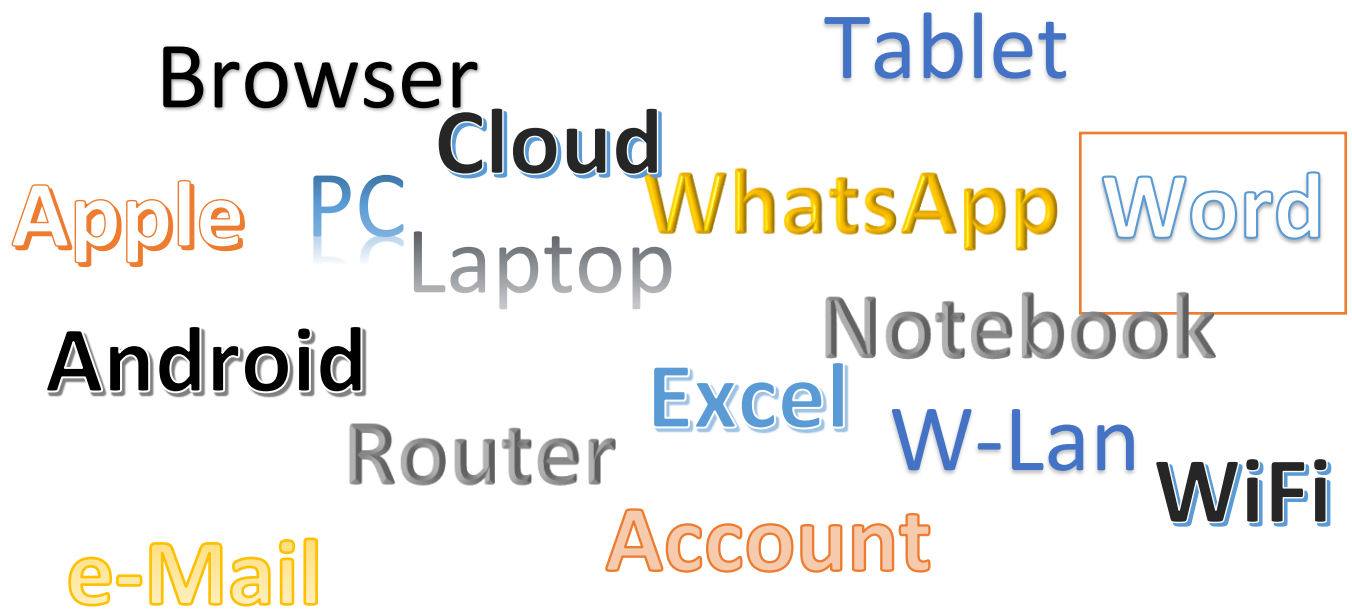 Tablet
Browser
Cloud
Apple
PC
WhatsApp
Word
Laptop
Notebook
Android
Excel
Router
W-Lan
WiFi
Account
e-Mail